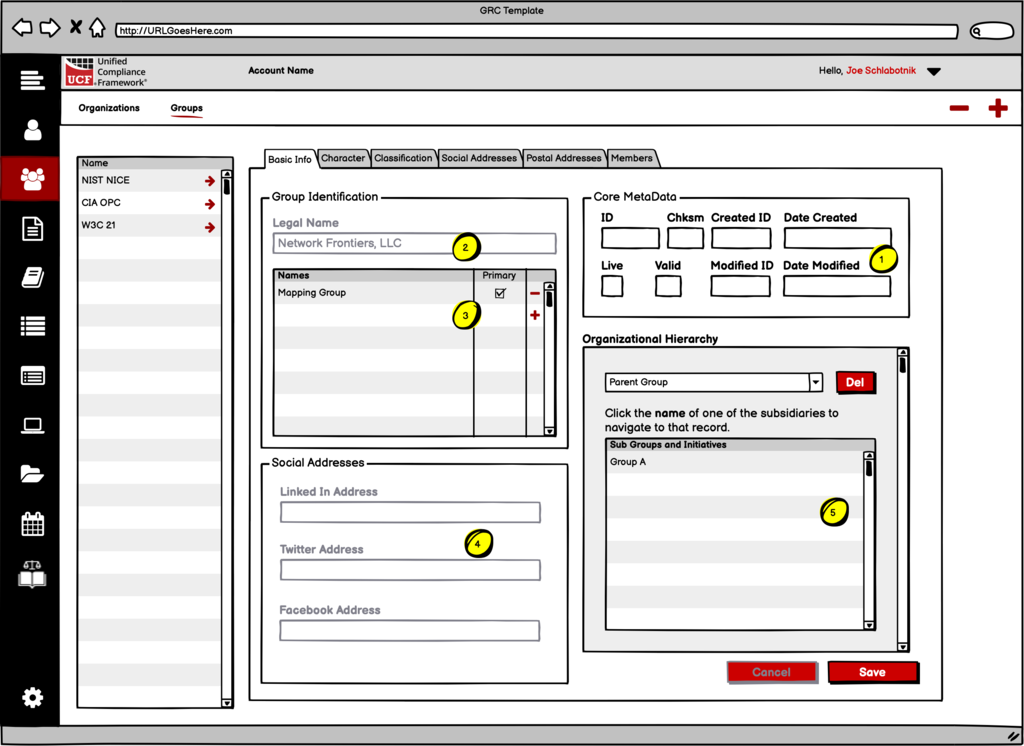 GRC Template
http://URLGoesHere.com
Unified
Compliance
Framework®
UCF
Account Name
Hello, Joe Schlabotnik
Organizations Groups
Name
NIST NICE
CIA OPC
W3C 21
Basic Info Character Classification Social Addresses Postal Addresses Members
Group Identification
Legal Name
Network Frontiers, LLC
2
Names Primary
Mapping Group
3
Social Addresses
Linked In Address
4
Twitter Address
Facebook Address
Core MetaData
ID Chksm Created ID Date Created
1
Live Valid Modified ID Date Modified
Organizational Hierarchy
Parent Group Del
Click the name of one of the subsidiaries to
navigate to that record.
Sub Groups and Initiatives
Group A
5
Cancel Save